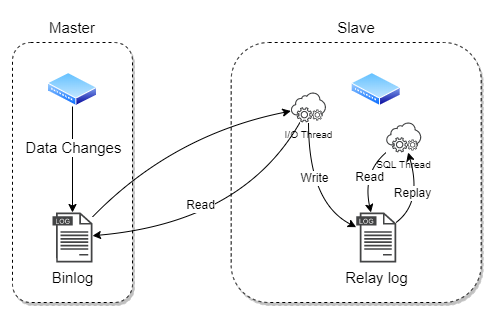 Master
Slave
I/O Thread
SQL Thread
Data Changes
Read
Write
Read
Replay
LOG
Binlog
LOG
Relay log